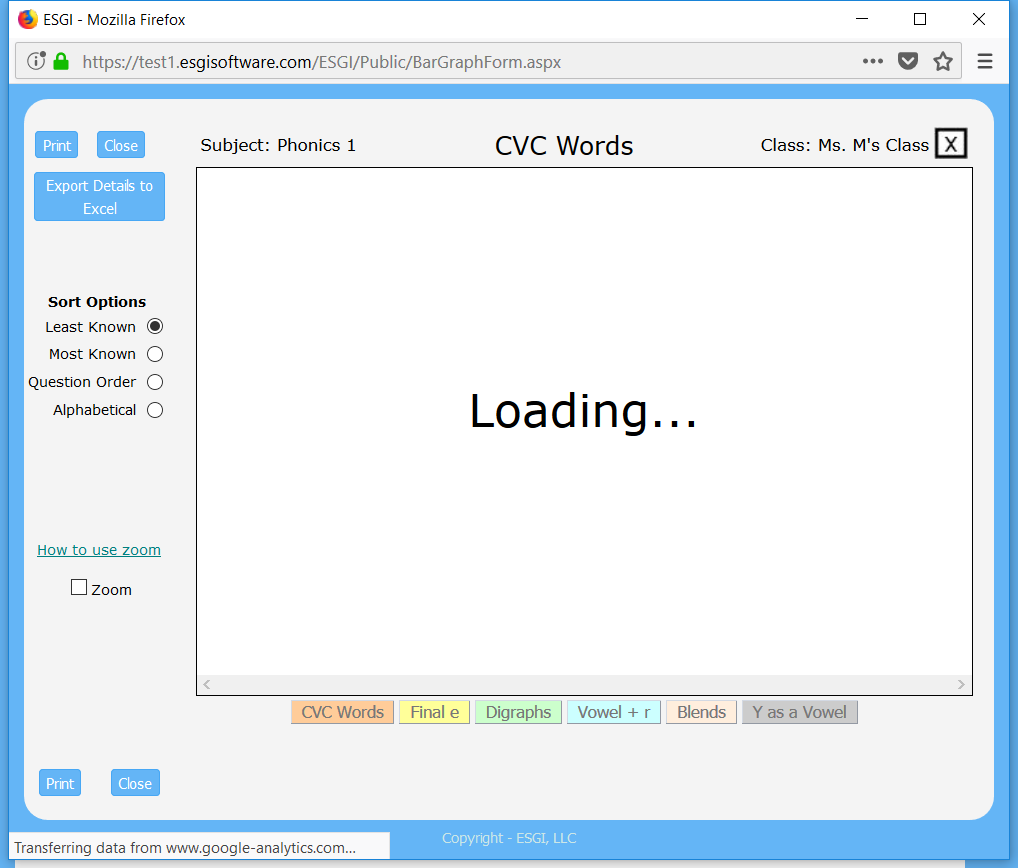 ESGI - Mozilla Firefox
https://test1.esgisoftware.com/ESGI/Public/BarGraphForm.aspx
Print Close
Subject: Phonics 1
CVC Words
Class: Ms. M's Class
X
Export Details to
Excel
Sort Options
Least Known
Most Known
Question Order
Alphabetical
Loading...
How to use zoom
Zoom
CVC Words Final e Digraphs Vowel + r Blends Y as a Vowel
Print Close
Copyright - ESGI, LLC
Transferring data from www.google-analytics.com...